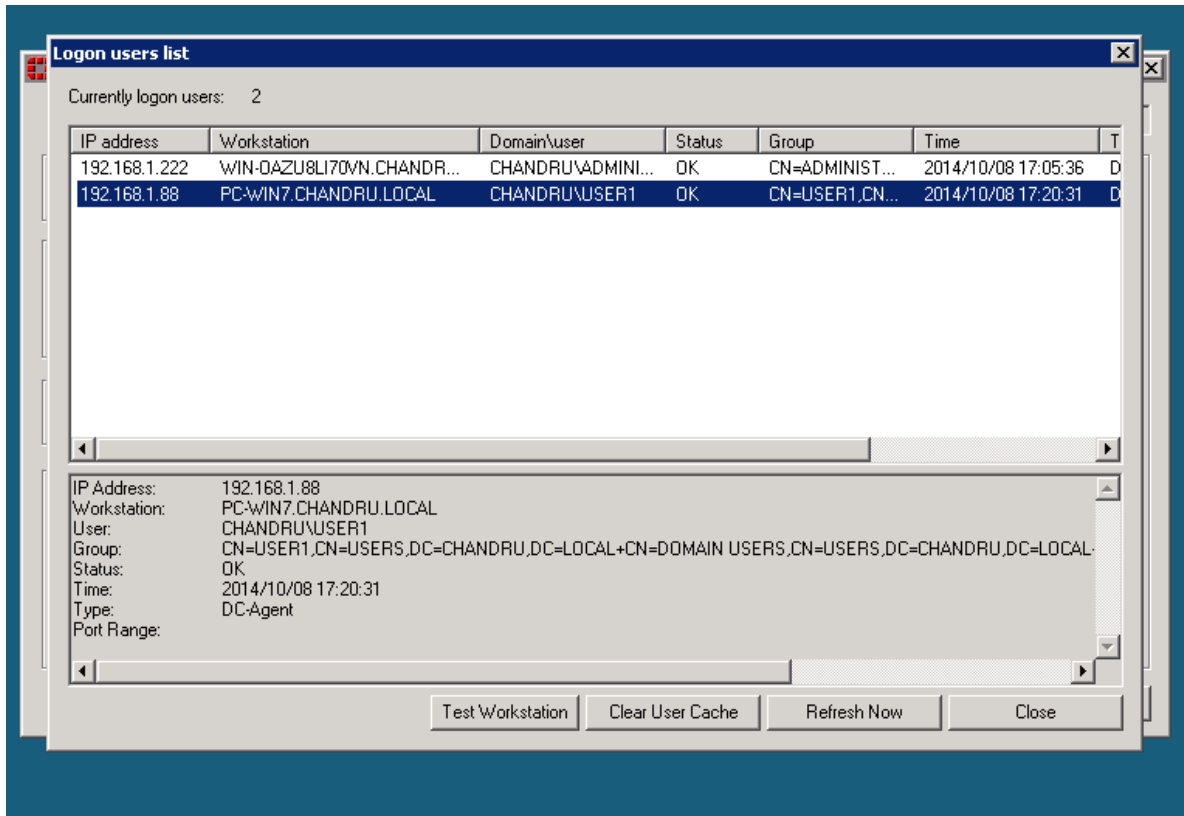 Logon users list
Currently logon users: 2
IP address Workstation Domain\user Status Group Time T
192.168.1.222 WIN-0AZU8LI70VN.CHANDR... CHANDRU\ADMINI... OK CN=ADMINIST... 2014/10/08 17:05:36 D
192.168.1.88 PC-WIN7.CHANDRU.LOCAL CHANDRU\USER1 OK CN=USER1,CN... 2014/10/08 17:20:31 D
IP Address: 192.168.1.88
Workstation: PC-WIN7.CHANDRU.LOCAL
User: CHANDRU\USER1
Group: CN=USER1,CN=USERS,DC=CHANDRU,DC=LOCAL+CN=DOMAIN USERS,CN=USERS,DC=CHANDRU,DC=LOCAL
Status: OK
Time: 2014/10/08 17:20:31
Type: DC-Agent
Port Range:
Test Workstation Clear User Cache Refresh Now Close